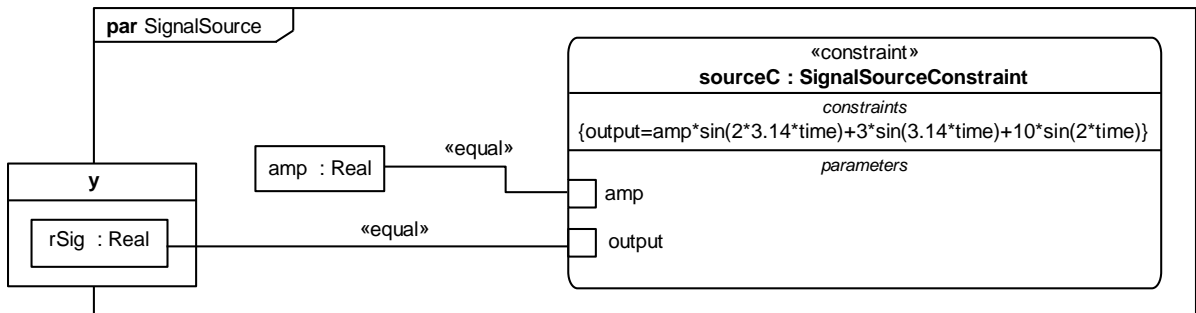 par SignalSource
«constraint»
sourceC : SignalSourceConstraint
constraints
{output=amp*sin(2*3.14*time)+3*sin(3.14*time)+10*sin(2*time)}
parameters
«equal»
amp : Real
amp
y
rSig : Real
«equal»
output